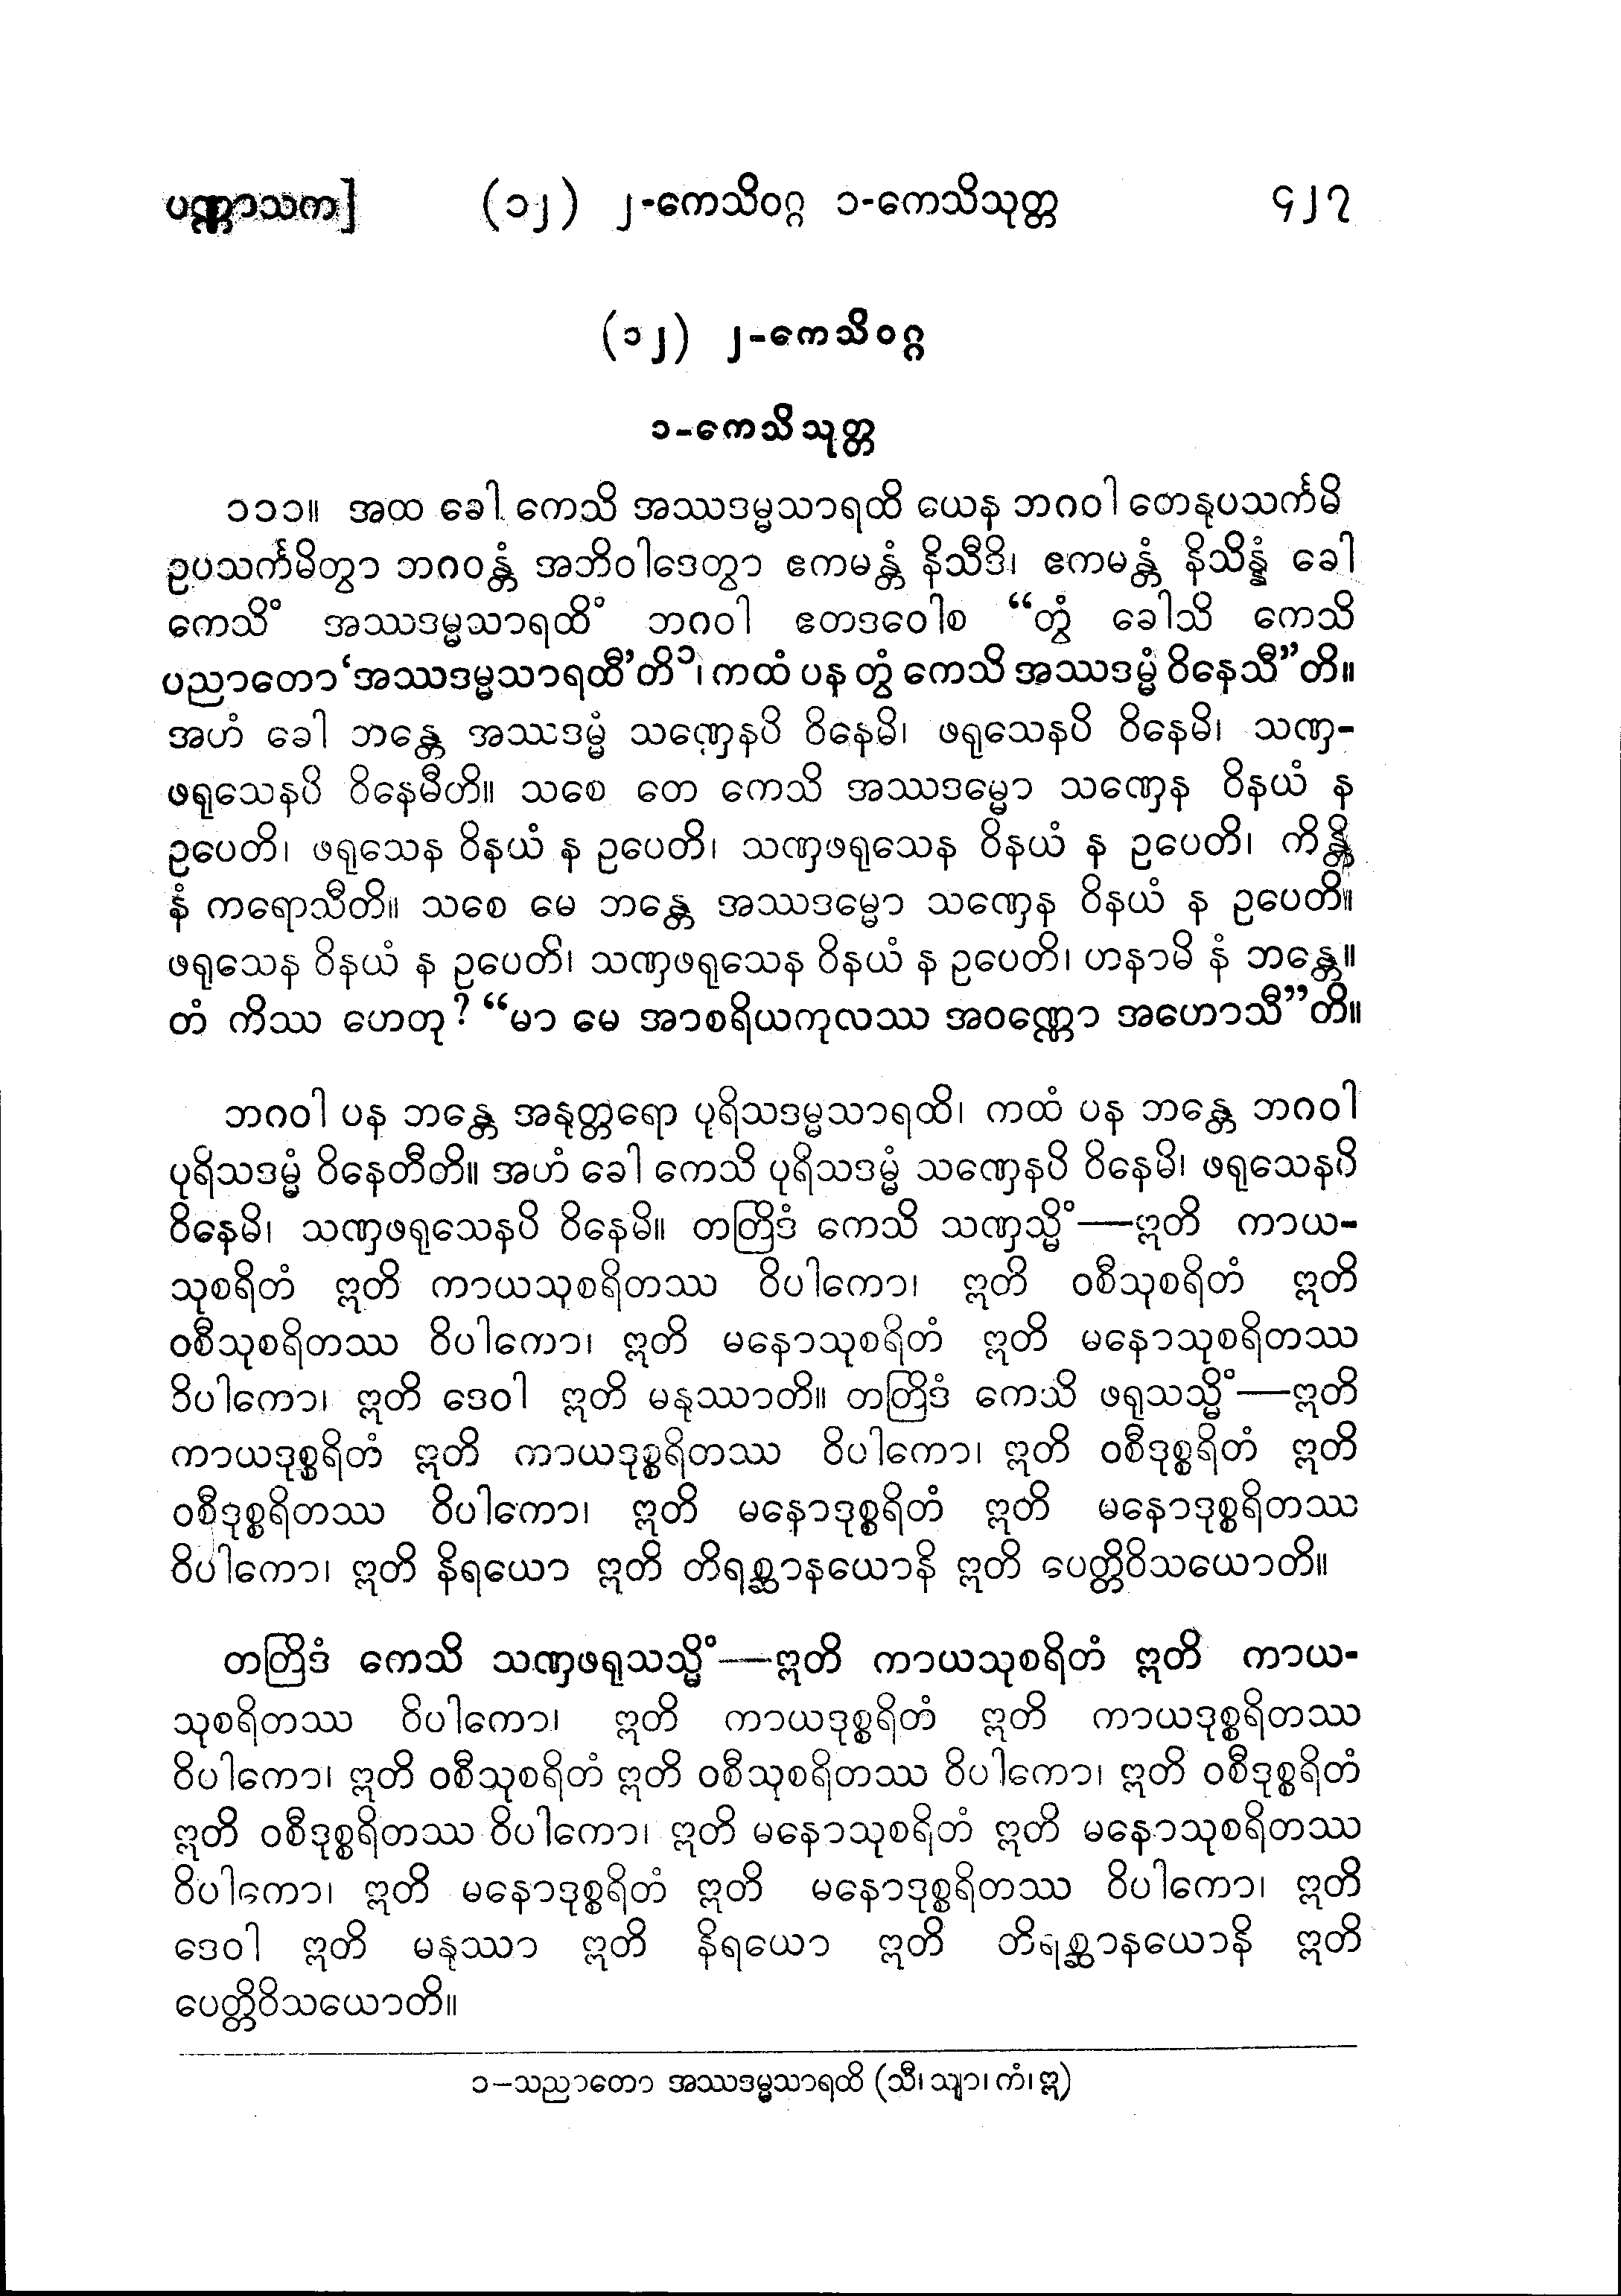 ပဏ္ဏာသက] (၁၂) ၂-ကေသိဝဂ္ဂ ၁-ကေသိသုတ္တ ၄၂၇
(၁၂) ၂-ကေသိဝဂ္ဂ
၁-ကေသိသုတ္တ
၁၁၁။ အထ ခေါ ကေသိ အဿဒမ္မသာရထိ ယေန ဘဂဝါ တေနုပသင်္ကမိ
ဥပသင်္ကမိတွာ ဘဂဝန္တံ အဘိဝါဒေတွာ ဧကမန္တံ နိသီဒိ၊ ဧကမန္တံ နိသိန္နံ ခေါ
ကေသိံ အဿဒမ္မသာရထိံ ဘဂဝါ ဧတဒဝေါစ “တွံ ခေါသိ ကေသိ
ပညာတော ‘အဿဒမ္မသာရထီ’တိ၁၊ ကထံ ပန တွံ ကေသိ အဿဒမ္မံ ဝိနေသီ”တိ။
အဟံ ခေါ ဘန္တေ အဿဒမ္မံ သဏှေနပိ ဝိနေမိ၊ ဖရုသေနပိ ဝိနေမိ၊ သဏှ-
ဖရုသေနပိ ဝိနေမီတိ။ သစေ တေ ကေသိ အဿဒမ္မော သဏှေန ဝိနယံ န
ဥပေတိ၊ ဖရုသေန ဝိနယံ န ဥပေတိ၊ သဏှဖရုသေန ဝိနယံ န ဥပေတိ၊ ကိန္တိ
နံ ကရောသီတိ။ သစေ မေ ဘန္တေ အဿဒမ္မော သဏှေန ဝိနယံ န ဥပေတိ။
ဖရုသေန ဝိနယံ န ဥပေတိ၊ သဏှဖရုသေန ဝိနယံ န ဥပေတိ၊ ဟနာမိ နံ ဘန္တေ။
တံ ကိဿ ဟေတု? “မာ မေ အာစရိယကုလဿ အဝဏ္ဏော အဟောသီ”တိ။
ဘဂဝါ ပန ဘန္တေ အနုတ္တရော ပုရိသဒမ္မသာရထိ၊ ကထံ ပန ဘန္တေ ဘဂဝါ
ပုရိသဒမ္မံ ဝိနေတီတိ။ အဟံ ခေါ ကေသိ ပုရိသဒမ္မံ သဏှေနပိ ဝိနေမိ၊ ဖရုသေနပိ
ဝိနေမိ၊ သဏှဖရုသေနပိ ဝိနေမိ။ တတြိဒံ ကေသိ သဏှသ္မိံ—ဣတိ ကာယ-
သုစရိတံ ဣတိ ကာယသုစရိတဿ ဝိပါကော၊ ဣတိ ဝစီသုစရိတံ ဣတိ
ဝစီသုစရိတဿ ဝိပါကော၊ ဣတိ မနောသုစရိတံ ဣတိ မနောသုစရိတဿ
ဝိပါကော၊ ဣတိ ဒေဝါ ဣတိ မနုဿာတိ။ တတြိဒံ ကေသိ ဖရုသသ္မိံ—ဣတိ
ကာယဒုစ္စရိတံ ဣတိ ကာယဒုစ္စရိတဿ ဝိပါကော၊ ဣတိ ဝစီဒုစ္စရိတံ ဣတိ
ဝစီဒုစ္စရိတဿ ဝိပါကော၊ ဣတိ မနောဒုစ္စရိတံ ဣတိ မနောဒုစ္စရိတဿ
ဝိပါကော၊ ဣတိ နိရယော ဣတိ တိရစ္ဆာနယောနိ ဣတိ ပေတ္တိဝိသယောတိ။
တတြိဒံ ကေသိ သဏှဖရုသသ္မိံ—ဣတိ ကာယသုစရိတံ ဣတိ ကာယ-
သုစရိတဿ ဝိပါကော၊ ဣတိ ကာယဒုစ္စရိတံ ဣတိ ကာယဒုစ္စရိတဿ
ဝိပါကော၊ ဣတိ ဝစီသုစရိတံ ဣတိ ဝစီသုစရိတဿ ဝိပါကော၊ ဣတိ ဝစီဒုစ္စရိတံ
ဣတိ ဝစီဒုစ္စရိတဿ ဝိပါကော၊ ဣတိ မနောသုစရိတံ ဣတိ မနောသုစရိတဿ
ဝိပါကော၊ ဣတိ မနောဒုစ္စရိတံ ဣတိ မနောဒုစ္စရိတဿ ဝိပါကော၊ ဣတိ
ဒေဝါ ဣတိ မနုဿာ ဣတိ နိရယော ဣတိ တိရစ္ဆာနယောနိ ဣတိ
ပေတ္တိဝိသယောတိ။
၁–သညာတော အဿဒမ္မသာရထိ (သီ၊ သျာ၊ ကံ၊ ဣ)